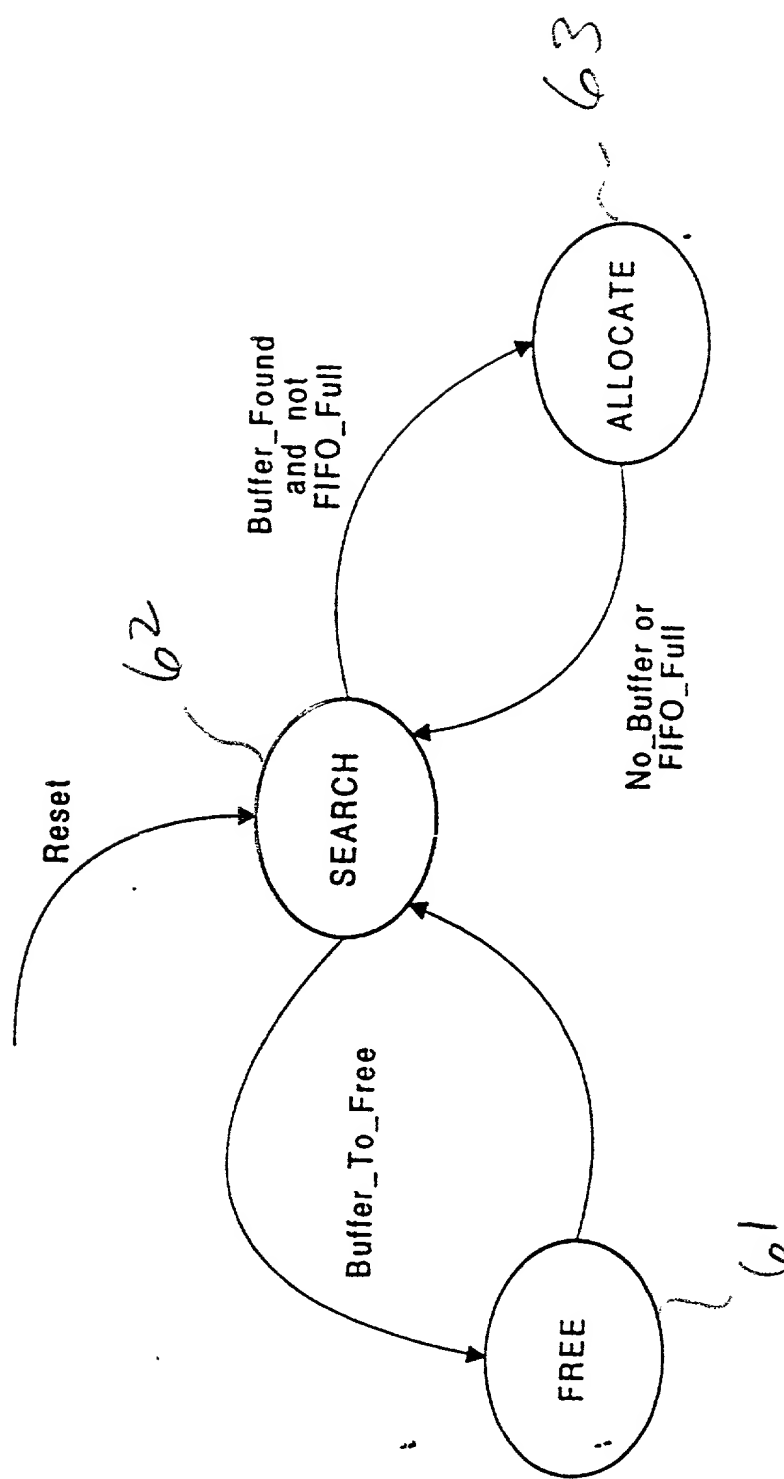 Reset
62
SEARCH
Buffer_Found
and not
FIFO_Full
63
ALLOCATE
No_Buffer or
FIFO_Full
Buffer_To_Free
FREE
61